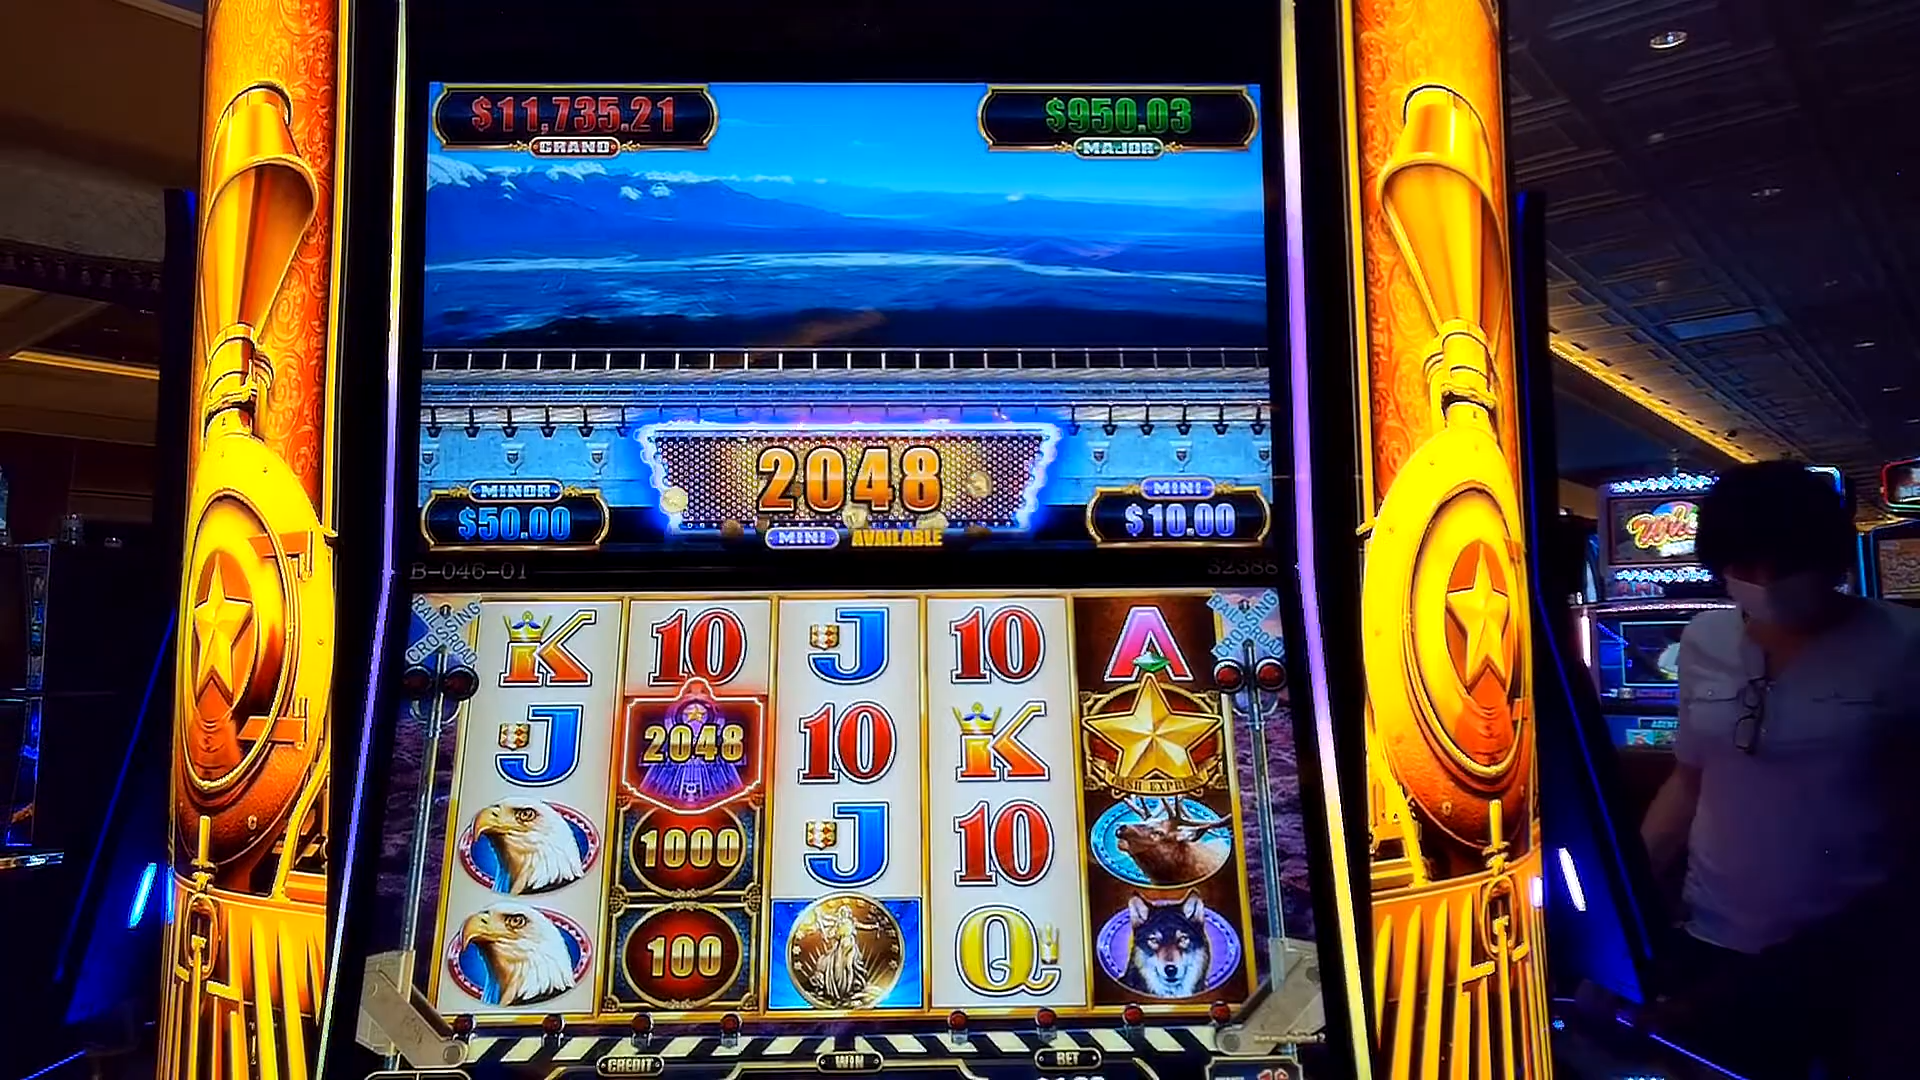 $11,735.21
GRAND
$950.03
MAJOR
2048
MINOR
$50.00
MINI
$10.00
MINI AVAILABLE
B-046-01
32388
RAILROAD CROSSING
RAILROAD CROSSING
K 10 J 10 A
J 2048 10 K
1000 J 10
100 Q
CREDIT WIN BET